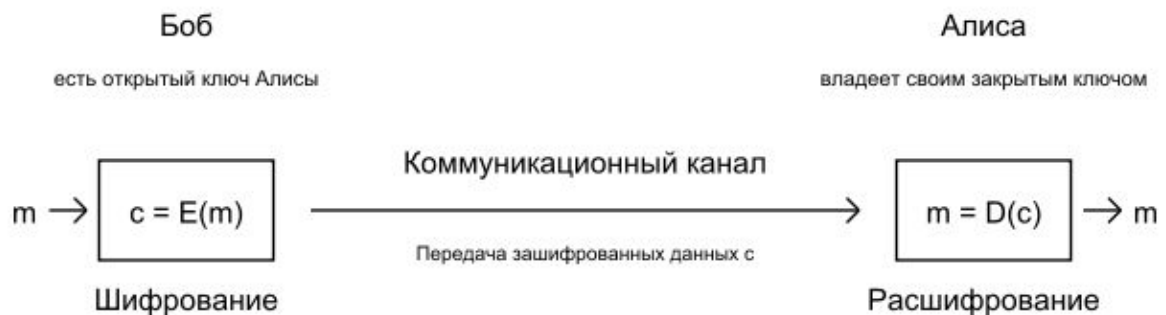 Боб
Алиса
есть открытый ключ Алисы
владеет своим закрытым ключом
Коммуникационный канал
m → c = E(m)
m = D(c) → m
Передача зашифрованных данных c
Шифрование
Расшифрование